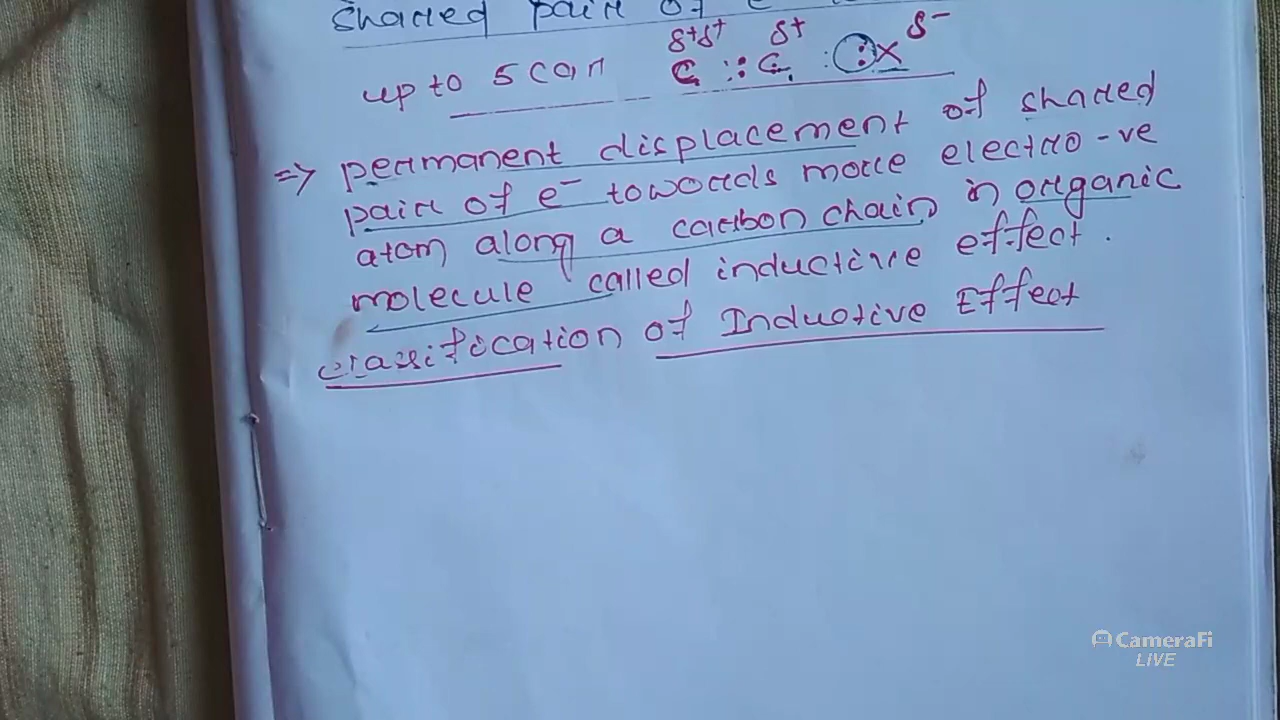 shared pair of e
δ+δ+ δ+ δ-
up to 5 can C :: C : X
=> permanent displacement of shared
pair of e⁻ towards more electro -ve
atom along a carbon chain in organic
molecule called inductive effect.
classification of Inductive Effect
CameraFi
LIVE